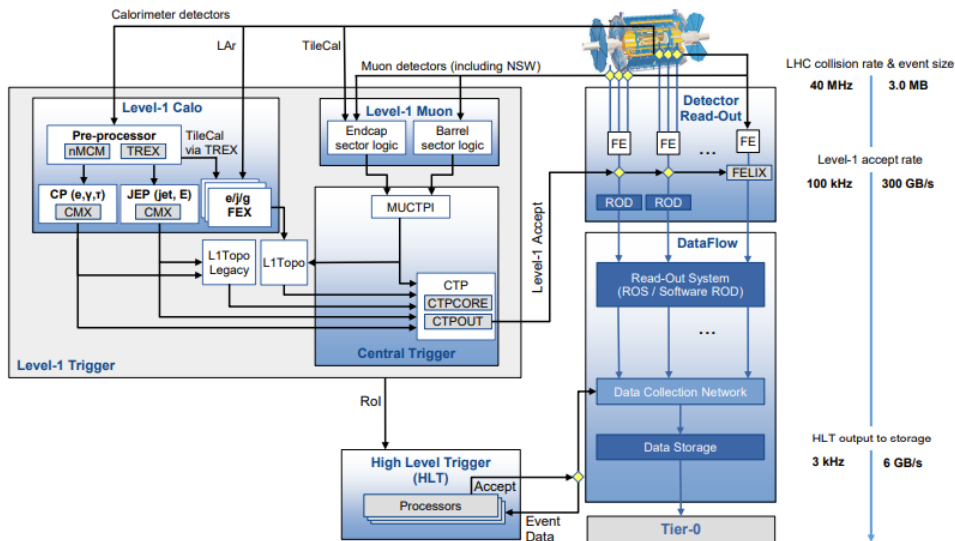 Calorimeter detectors
LAr
TileCal
Muon detectors (including NSW)
LHC collision rate & event size
40 MHz 3.0 MB
Level-1 Calo
Pre-processor
nMCM TREX
TileCal
via TREX
CP (e,γ,τ)
CMX
JEP (jet, E)
CMX
e/j/g
FEX
Level-1 Muon
Endcap
sector logic
Barrel
sector logic
Detector
Read-Out
FE
FE
...
FE
FELIX
ROD
ROD
Level-1 accept rate
100 kHz 300 GB/s
MUCTPI
L1Topo
Legacy
L1Topo
CTP
CTPCORE
CTPOUT
Central Trigger
Level-1 Trigger
Level-1 Accept
DataFlow
Read-Out System
(ROS / Software ROD)
...
Data Collection Network
Data Storage
RoI
High Level Trigger
(HLT)
Accept
Processors
Event
Data
Tier-0
HLT output to storage
3 kHz 6 GB/s